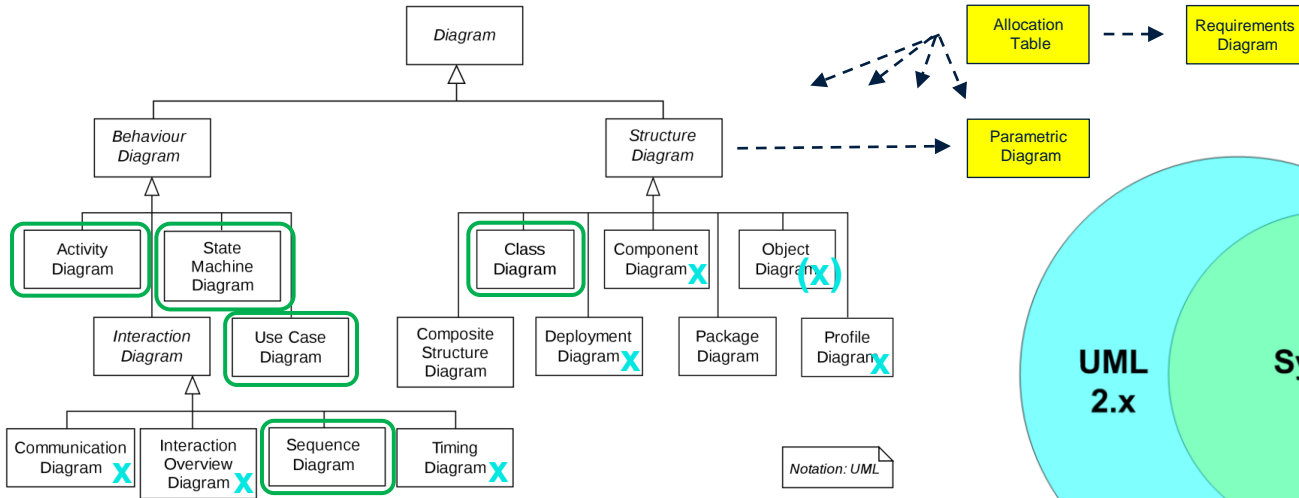 Diagram
Allocation
Table
Requirements
Diagram
Behaviour
Diagram
Structure
Diagram
Parametric
Diagram
Activity
Diagram
State
Machine
Diagram
Class
Diagram
Component
Diagram
X
Object
Diagram
(X)
Interaction
Diagram
Use Case
Diagram
Composite
Structure
Diagram
Deployment
Diagram
X
Package
Diagram
Profile
Diagram
X
UML
2.x
Sy
Communication
Diagram
X
Interaction
Overview
Diagram
X
Sequence
Diagram
Timing
Diagram
X
Notation: UML